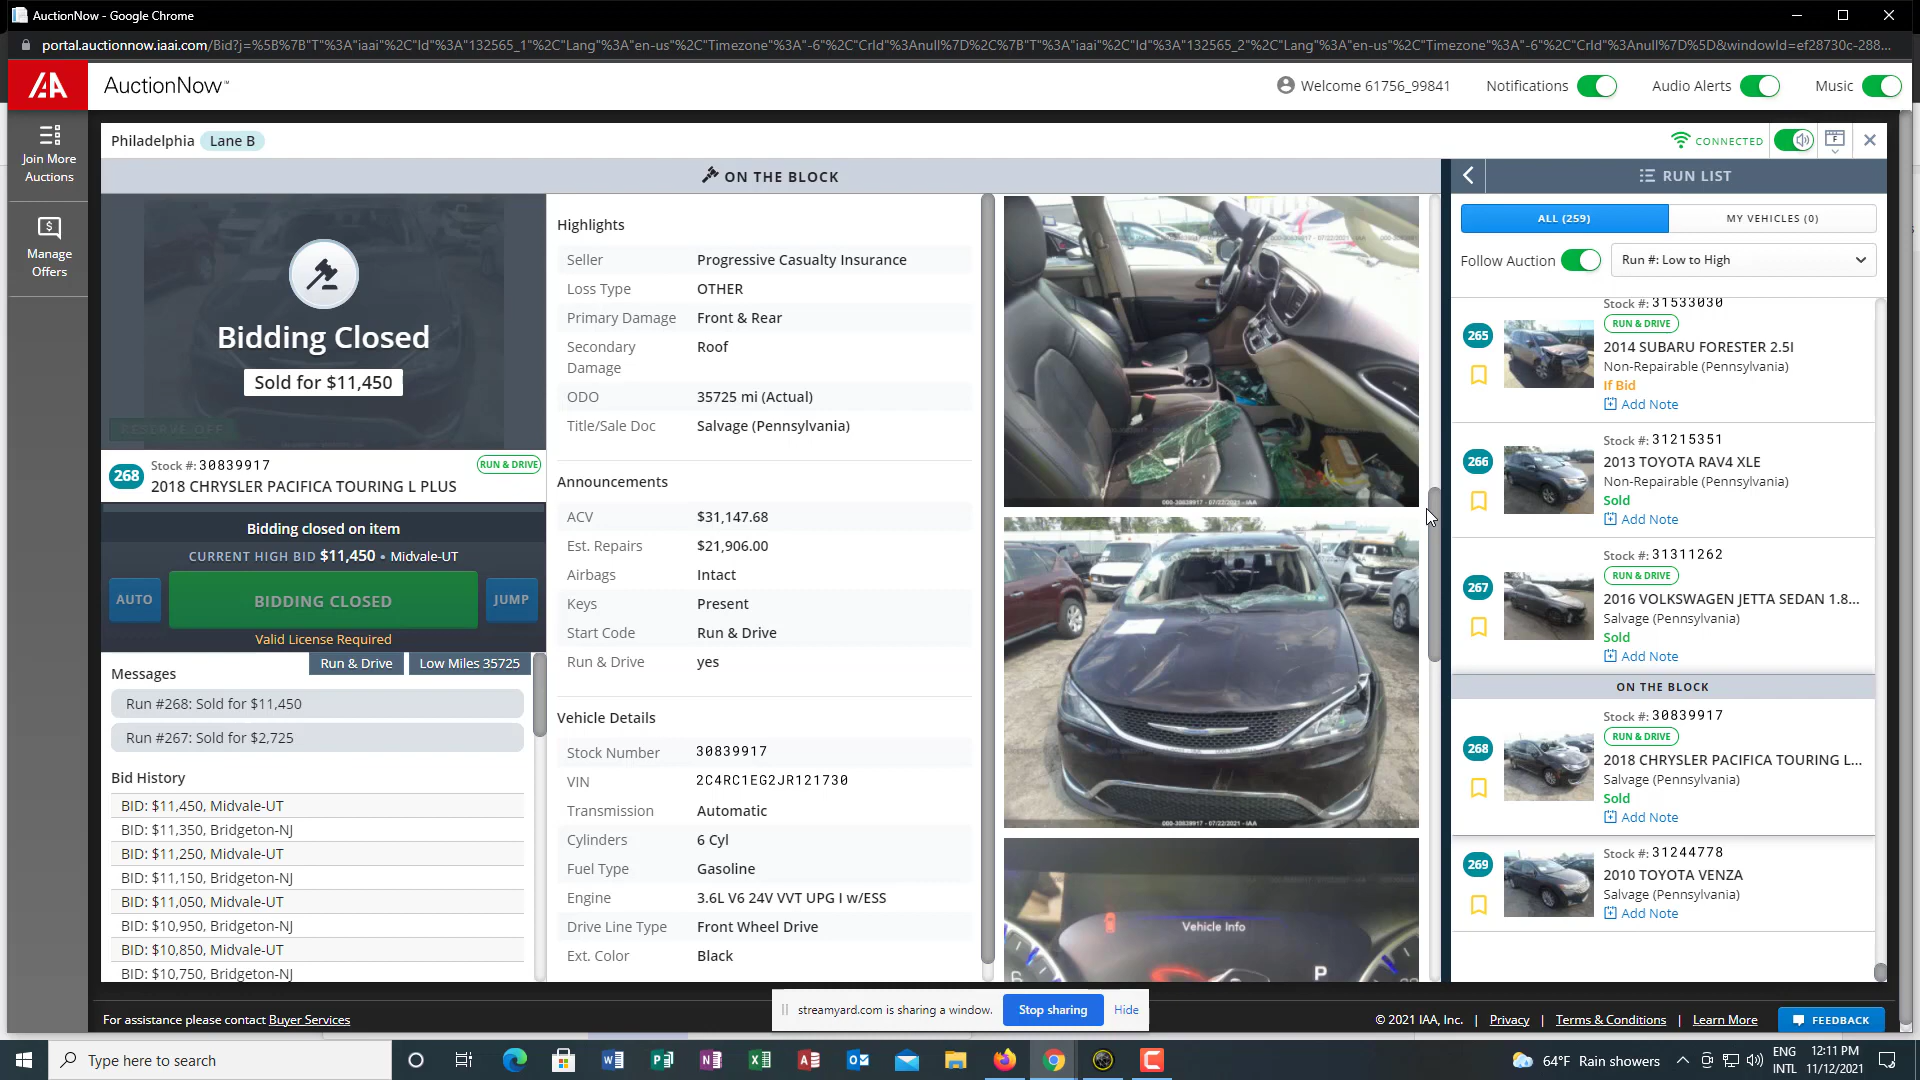 AuctionNow - Google Chrome
portal.auctionnow.iaai.com/Bid?j=%5B%7B"T"%3A"iaai"%2C"Id"%3A"132565_1"%2C"Lang"%3A"en-us"%2C"Timezone"%3A"-6"%2C"CrId"%3Anull%7D%2C%7B"T"%3A"iaai"%2C"Id"%3A"132565_2"%2C"Lang"%3A"en-us"%2C"Timezone"%3A"-6"%2C"CrId"%3Anull%7D%5D&windowId=ef28730c-288...
IAA
AuctionNow™
Welcome 61756_99841
Notifications
Audio Alerts
Music
Join More Auctions
Manage Offers
Philadelphia Lane B
CONNECTED
F
ON THE BLOCK
Bidding Closed
Sold for $11,450
RESERVE OFF
268
Stock #: 30839917
RUN & DRIVE
2018 CHRYSLER PACIFICA TOURING L PLUS
Bidding closed on item
CURRENT HIGH BID $11,450 • Midvale-UT
AUTO
BIDDING CLOSED
JUMP
Valid License Required
Run & Drive
Low Miles 35725
Messages
Run #268: Sold for $11,450
Run #267: Sold for $2,725
Bid History
BID: $11,450, Midvale-UT
BID: $11,350, Bridgeton-NJ
BID: $11,250, Midvale-UT
BID: $11,150, Bridgeton-NJ
BID: $11,050, Midvale-UT
BID: $10,950, Bridgeton-NJ
BID: $10,850, Midvale-UT
BID: $10,750, Bridgeton-NJ
Highlights
Seller Progressive Casualty Insurance
Loss Type OTHER
Primary Damage Front & Rear
Secondary Damage Roof
ODO 35725 mi (Actual)
Title/Sale Doc Salvage (Pennsylvania)
Announcements
ACV $31,147.68
Est. Repairs $21,906.00
Airbags Intact
Keys Present
Start Code Run & Drive
Run & Drive yes
Vehicle Details
Stock Number 30839917
VIN 2C4RC1EG2JR121730
Transmission Automatic
Cylinders 6 Cyl
Fuel Type Gasoline
Engine 3.6L V6 24V VVT UPG I w/ESS
Drive Line Type Front Wheel Drive
Ext. Color Black
000-30839917 - 07/22/2021 - IAA
000-30839917 - 07/22/2021 - IAA
Vehicle Info
P
6
RUN LIST
ALL (259)
MY VEHICLES (0)
Follow Auction
Run #: Low to High
265
Stock #: 31533030
RUN & DRIVE
2014 SUBARU FORESTER 2.5I
Non-Repairable (Pennsylvania)
If Bid
Add Note
266
Stock #: 31215351
2013 TOYOTA RAV4 XLE
Non-Repairable (Pennsylvania)
Sold
Add Note
267
Stock #: 31311262
RUN & DRIVE
2016 VOLKSWAGEN JETTA SEDAN 1.8...
Salvage (Pennsylvania)
Sold
Add Note
ON THE BLOCK
268
Stock #: 30839917
RUN & DRIVE
2018 CHRYSLER PACIFICA TOURING L...
Salvage (Pennsylvania)
Sold
Add Note
269
Stock #: 31244778
2010 TOYOTA VENZA
Salvage (Pennsylvania)
Add Note
streamyard.com is sharing a window.
Stop sharing
Hide
For assistance please contact Buyer Services
© 2021 IAA, Inc. | Privacy | Terms & Conditions | Learn More
FEEDBACK
Type here to search
64°F Rain showers
ENG
INTL
12:11 PM
11/12/2021